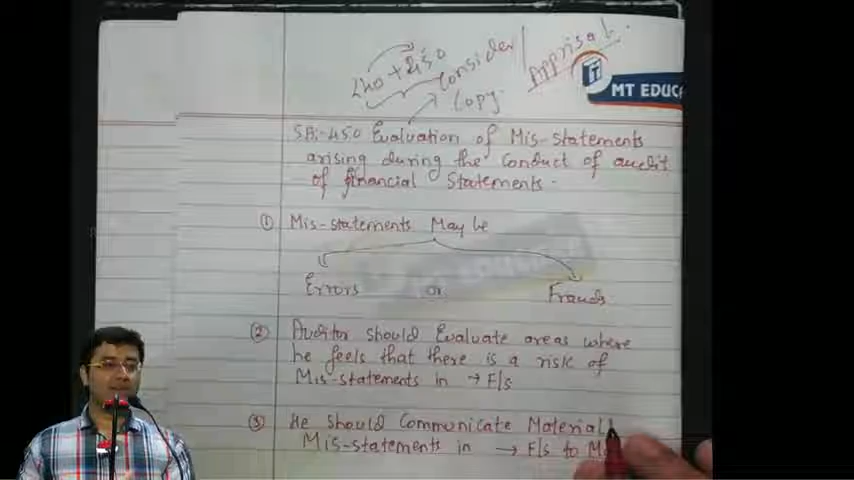 240 + 450 Consider / Apprisal.
Copy
MT EDUC
SA:-450 Evaluation of Mis-statements
arising during the conduct of audit
of financial Statements.
① Mis-statements May be
Errors or Frauds
② Auditor should Evaluate areas where
he feels that there is a risk of
Mis-statements in → F/s
③ He should Communicate Material
Mis-statements in → F/s to